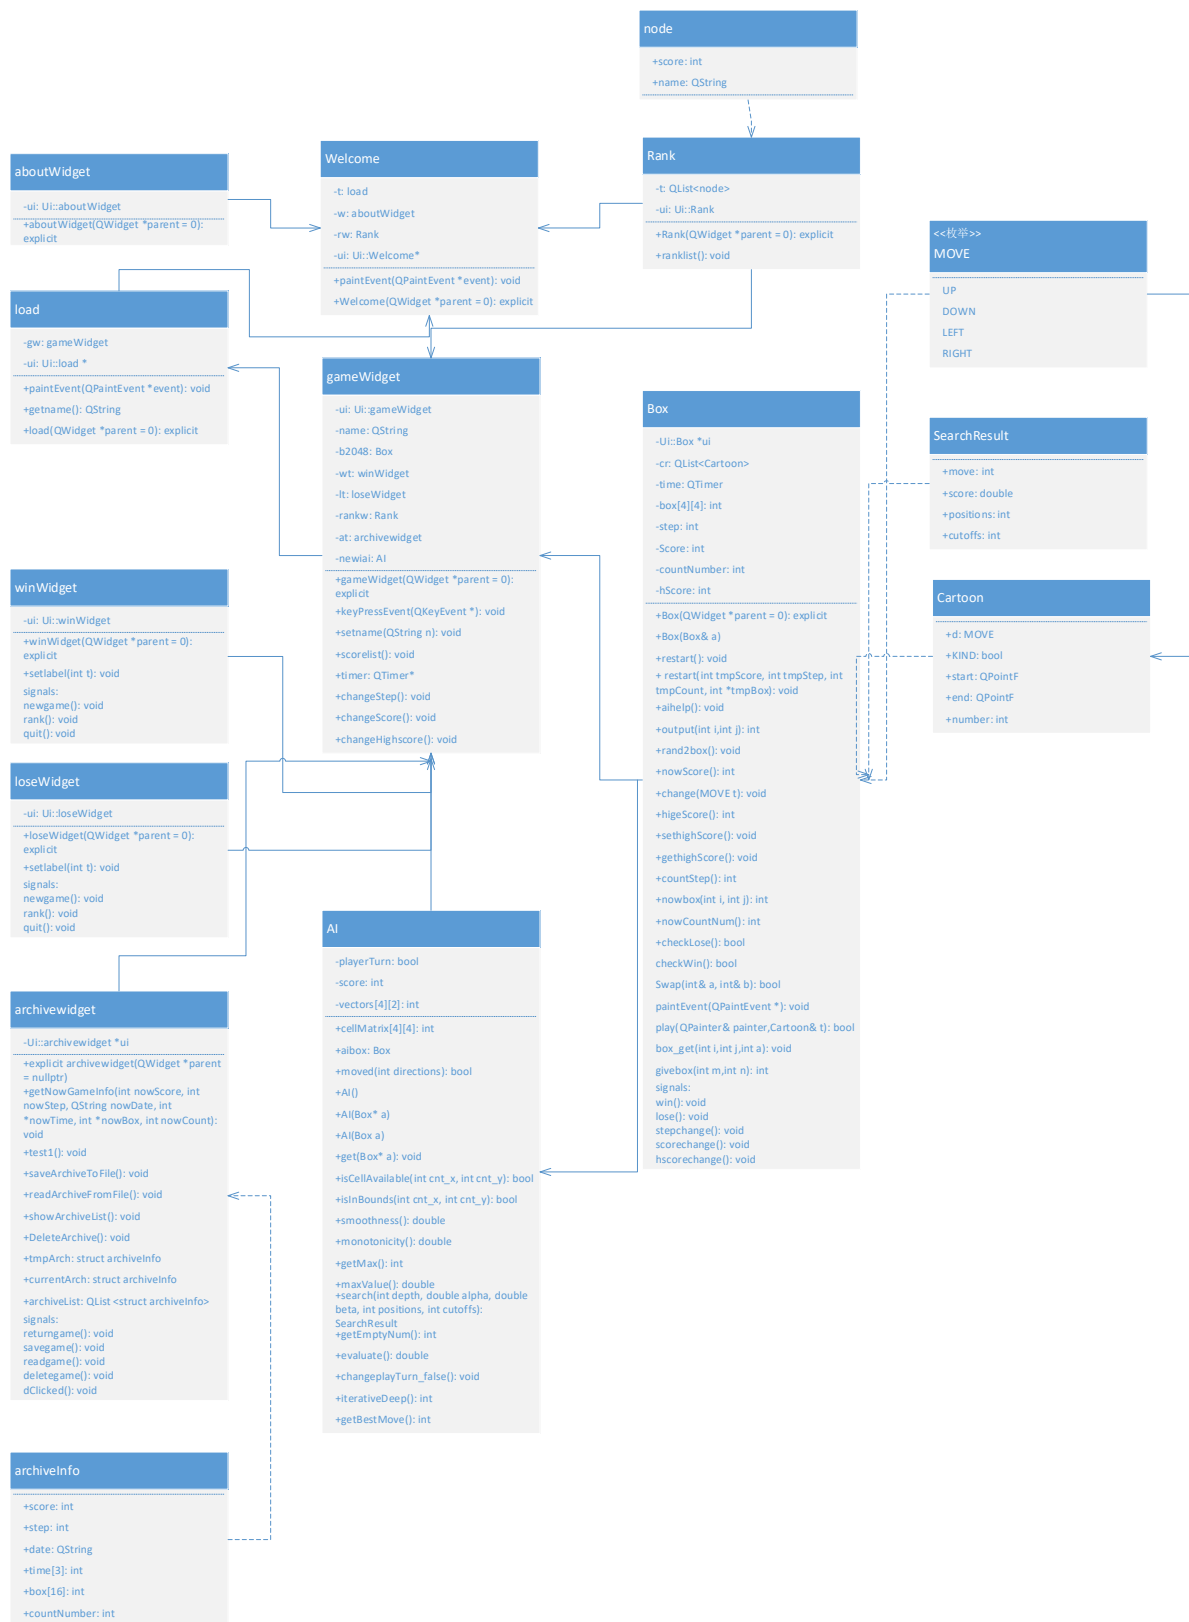 node
+score: int
+name: QString
aboutWidget
-ui: Ui::aboutWidget
+aboutWidget(QWidget *parent = 0):
explicit
Welcome
-t: load
-w: aboutWidget
-rw: Rank
-ui: Ui::Welcome*
+paintEvent(QPaintEvent *event): void
+Welcome(QWidget *parent = 0): explicit
Rank
-t: QList<node>
-ui: Ui::Rank
+Rank(QWidget *parent = 0): explicit
+ranklist(): void
<<枚举>>
MOVE
UP
DOWN
LEFT
RIGHT
load
-gw: gameWidget
-ui: Ui::load *
+paintEvent(QPaintEvent *event): void
+getname(): QString
+load(QWidget *parent = 0): explicit
gameWidget
-ui: Ui::gameWidget
-name: QString
-b2048: Box
-wt: winWidget
-lt: loseWidget
-rankw: Rank
-at: archivewidget
-newiai: AI
+gameWidget(QWidget *parent = 0):
explicit
+keyPressEvent(QKeyEvent *): void
+setname(QString n): void
+scorelist(): void
+timer: QTimer*
+changeStep(): void
+changeScore(): void
+changeHighscore(): void
Box
-Ui::Box *ui
-cr: QList<Cartoon>
-time: QTimer
-box[4][4]: int
-step: int
-Score: int
-countNumber: int
-hScore: int
+Box(QWidget *parent = 0): explicit
+Box(Box& a)
+restart(): void
+ restart(int tmpScore, int tmpStep, int
tmpCount, int *tmpBox): void
+aihelp(): void
+output(int i,int j): int
+rand2box(): void
+nowScore(): int
+change(MOVE t): void
+higeScore(): int
+sethighScore(): void
+gethighScore(): void
+countStep(): int
+nowbox(int i, int j): int
+nowCountNum(): int
+checkLose(): bool
checkWin(): bool
Swap(int& a, int& b): bool
paintEvent(QPaintEvent *): void
play(QPainter& painter,Cartoon& t): bool
box_get(int i,int j,int a): void
givebox(int m,int n): int
signals:
win(): void
lose(): void
stepchange(): void
scorechange(): void
hscorechange(): void
SearchResult
+move: int
+score: double
+positions: int
+cutoffs: int
Cartoon
+d: MOVE
+KIND: bool
+start: QPointF
+end: QPointF
+number: int
winWidget
-ui: Ui::winWidget
+winWidget(QWidget *parent = 0):
explicit
+setlabel(int t): void
signals:
newgame(): void
rank(): void
quit(): void
loseWidget
-ui: Ui::loseWidget
+loseWidget(QWidget *parent = 0):
explicit
+setlabel(int t): void
signals:
newgame(): void
rank(): void
quit(): void
AI
-playerTurn: bool
-score: int
-vectors[4][2]: int
+cellMatrix[4][4]: int
+aibox: Box
+moved(int directions): bool
+AI()
+AI(Box* a)
+AI(Box a)
+get(Box* a): void
+isCellAvailable(int cnt_x, int cnt_y): bool
+isInBounds(int cnt_x, int cnt_y): bool
+smoothness(): double
+monotonicity(): double
+getMax(): int
+maxValue(): double
+search(int depth, double alpha, double
beta, int positions, int cutoffs):
SearchResult
+getEmptyNum(): int
+evaluate(): double
+changeplayTurn_false(): void
+iterativeDeep(): int
+getBestMove(): int
archivewidget
-Ui::archivewidget *ui
+explicit archivewidget(QWidget *parent
= nullptr)
+getNowGameInfo(int nowScore, int
nowStep, QString nowDate, int
*nowTime, int *nowBox, int nowCount):
void
+test1(): void
+saveArchiveToFile(): void
+readArchiveFromFile(): void
+showArchiveList(): void
+DeleteArchive(): void
+tmpArch: struct archiveInfo
+currentArch: struct archiveInfo
+archiveList: QList <struct archiveInfo>
signals:
returngame(): void
savegame(): void
readgame(): void
deletegame(): void
dClicked(): void
archiveInfo
+score: int
+step: int
+date: QString
+time[3]: int
+box[16]: int
+countNumber: int